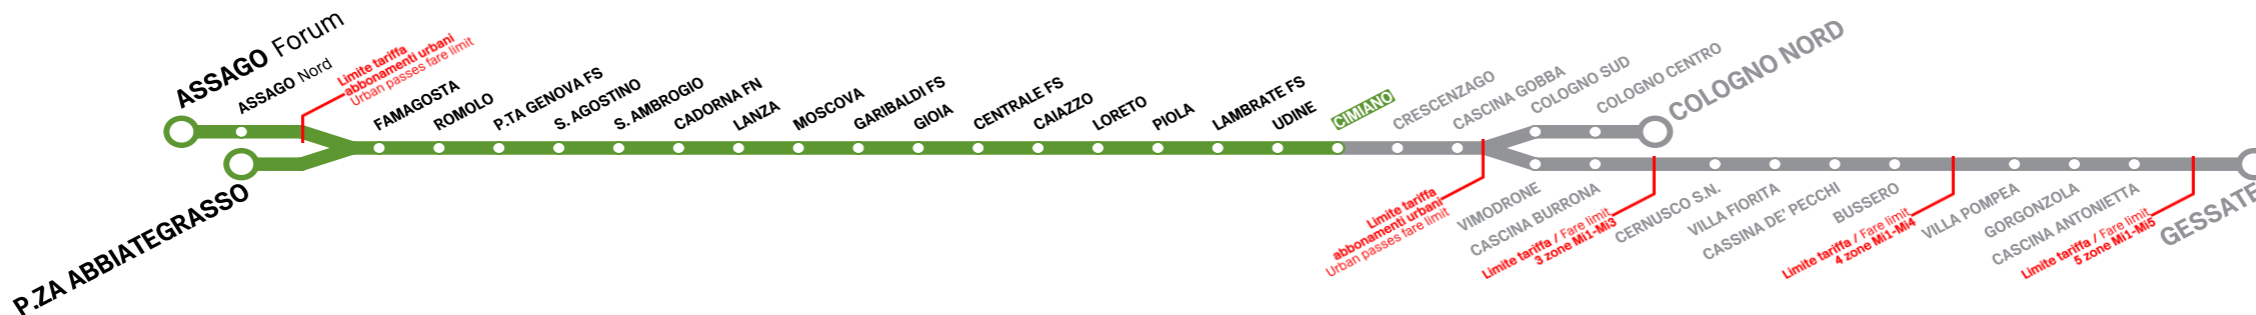 ASSAGO Forum
ASSAGO Nord
Limite tariffa
abbonamenti urbani
Urban passes fare limit
P.ZA ABBIATEGRASSO
FAMAGOSTA
ROMOLO
P.TA GENOVA FS
S. AGOSTINO
S. AMBROGIO
CADORNA FN
LANZA
MOSCOVA
GARIBALDI FS
GIOIA
CENTRALE FS
CAIAZZO
LORETO
PIOLA
LAMBRATE FS
UDINE
CIMIANO
CRESCENZAGO
CASCINA GOBBA
COLOGNO SUD
COLOGNO CENTRO
COLOGNO NORD
Limite tariffa
abbonamenti urbani
Urban passes fare limit
VIMODRONE
CASCINA BURRONA
Limite tariffa / Fare limit
3 zone Mi1-Mi3
CERNUSCO S.N.
VILLA FIORITA
CASSINA DE' PECCHI
BUSSERO
Limite tariffa / Fare limit
4 zone Mi1-Mi4
VILLA POMPEA
GORGONZOLA
CASCINA ANTONIETTA
Limite tariffa / Fare limit
5 zone Mi1-Mi5
GESSATE